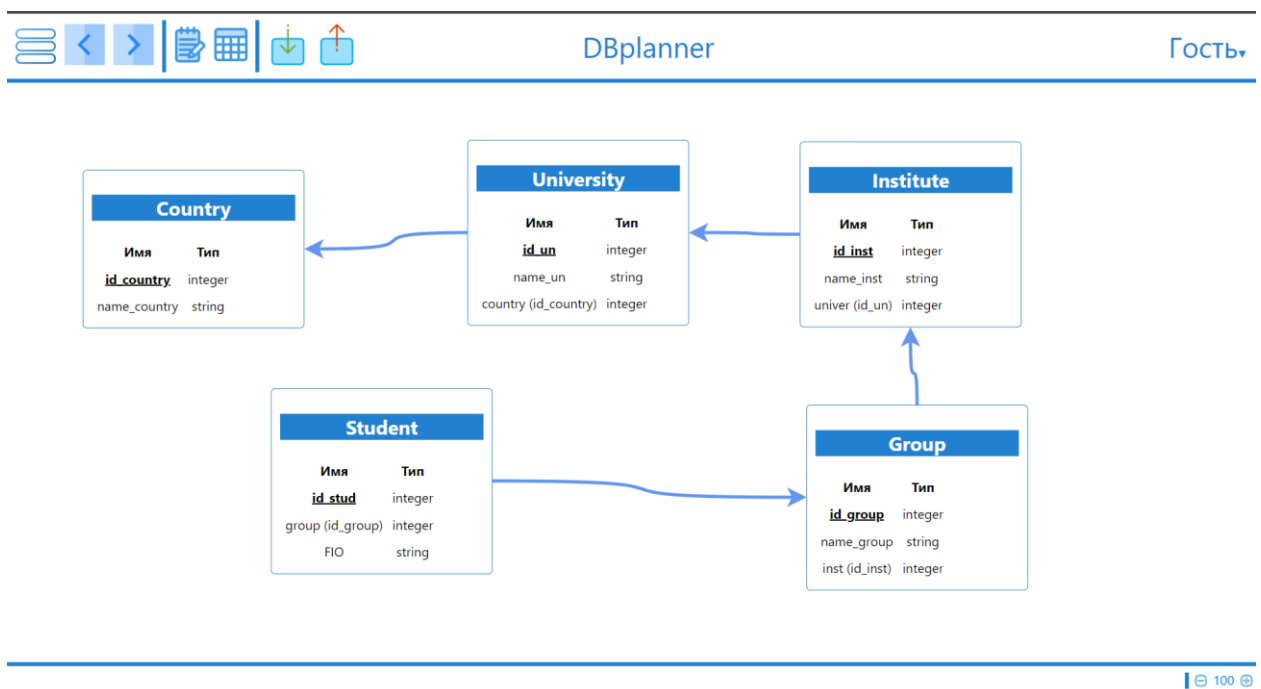 DBplanner
Гость▾
Country
Имя Тип
id_country integer
name_country string
University
Имя Тип
id_un integer
name_un string
country (id_country) integer
Institute
Имя Тип
id_inst integer
name_inst string
univer (id_un) integer
Student
Имя Тип
id_stud integer
group (id_group) integer
FIO string
Group
Имя Тип
id_group integer
name_group string
inst (id_inst) integer
100